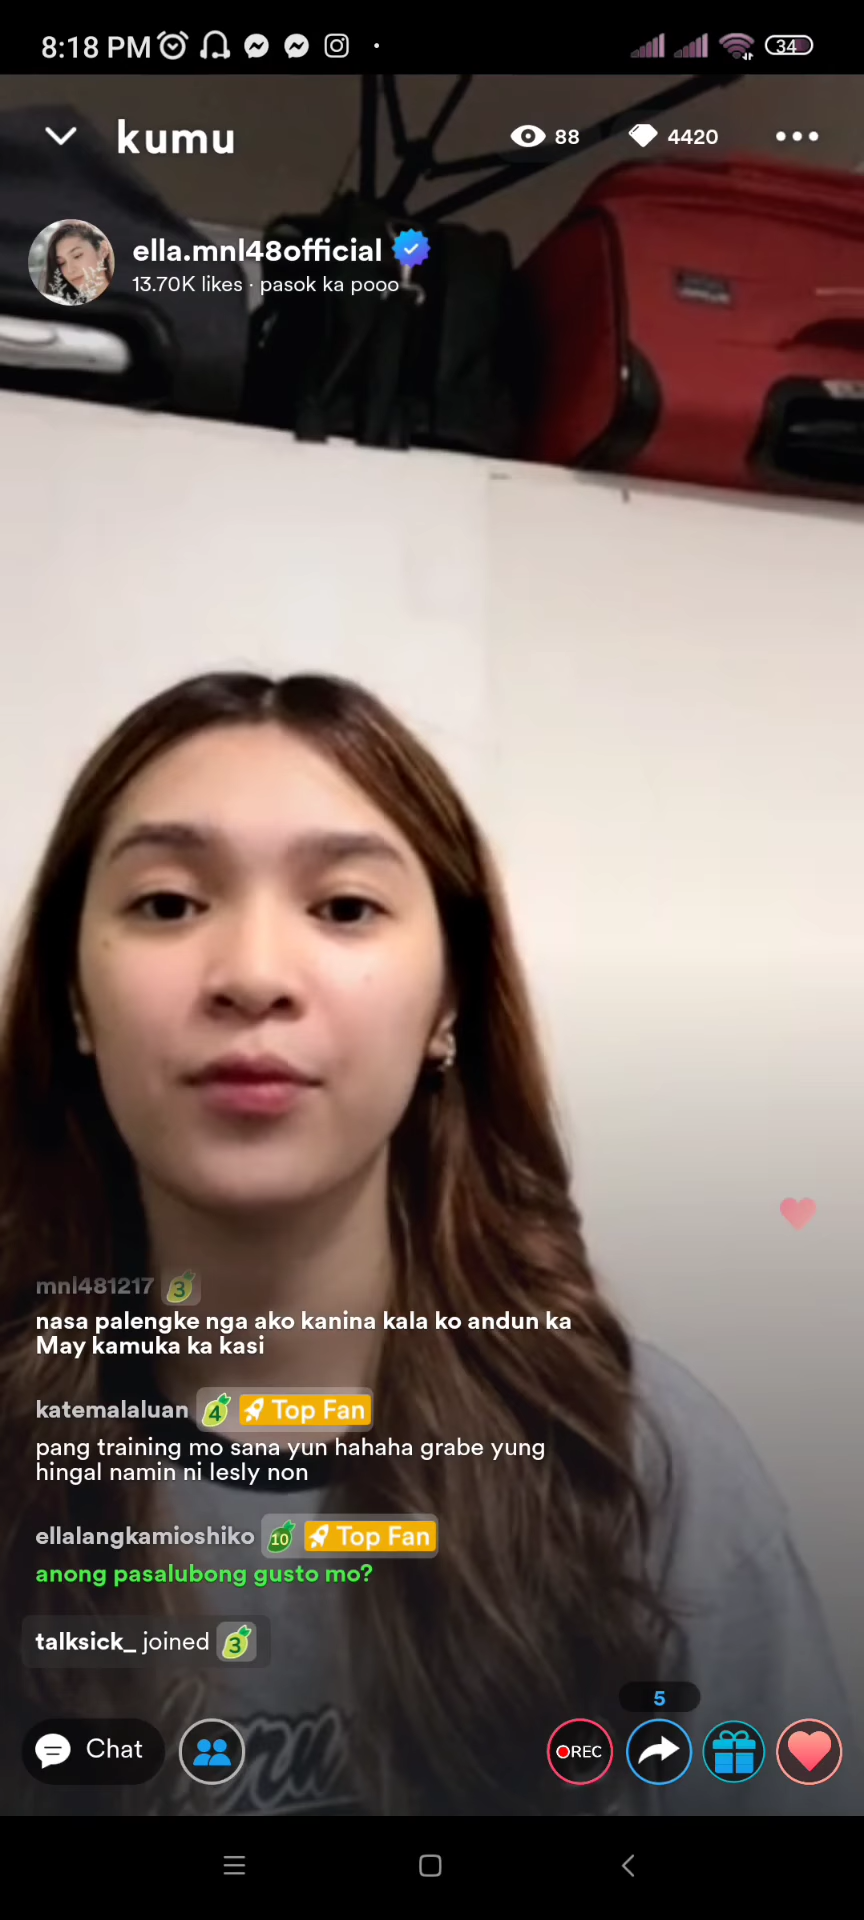 8:18 PM
34
kumu
88
4420
ella.mnl48official
13.70K likes · pasok ka pooo
mnl481217 3
nasa palengke nga ako kanina kala ko andun ka
May kamuka ka kasi
katemalaluan 4 Top Fan
pang training mo sana yun hahaha grabe yung
hingal namin ni lesly non
ellalangkamioshiko 10 Top Fan
anong pasalubong gusto mo?
talksick_ joined 3
5
Chat
REC